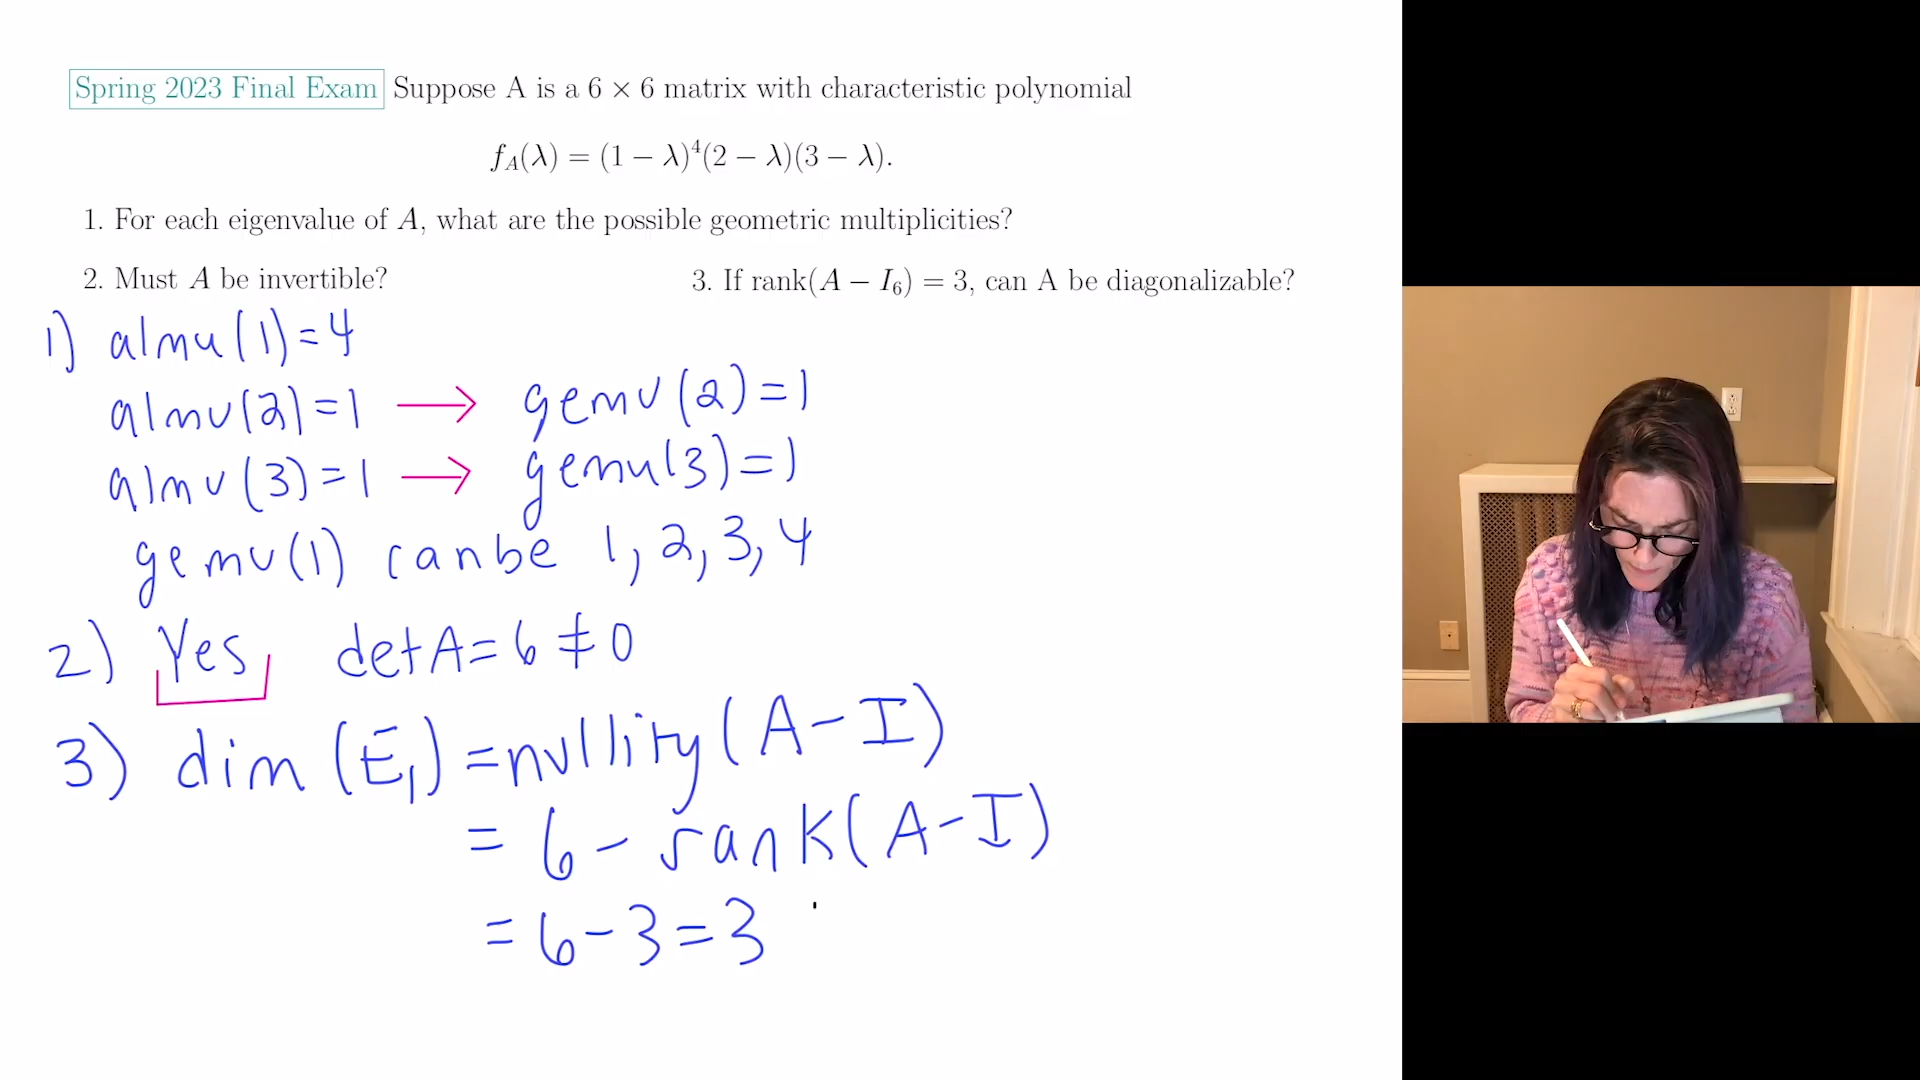 Spring 2023 Final Exam Suppose A is a 6 × 6 matrix with characteristic polynomial
f_A(λ) = (1 − λ)^4(2 − λ)(3 − λ).
1. For each eigenvalue of A, what are the possible geometric multiplicities?
2. Must A be invertible? 3. If rank(A − I_6) = 3, can A be diagonalizable?
1) almu(1)=4
almu(2)=1 → gemu(2)=1
almu(3)=1 → gemu(3)=1
gemu(1) can be 1, 2, 3, 4
2) Yes det A = 6 ≠ 0
3) dim (E_1) = nullity (A − I)
= 6 − rank(A − I)
= 6 − 3 = 3